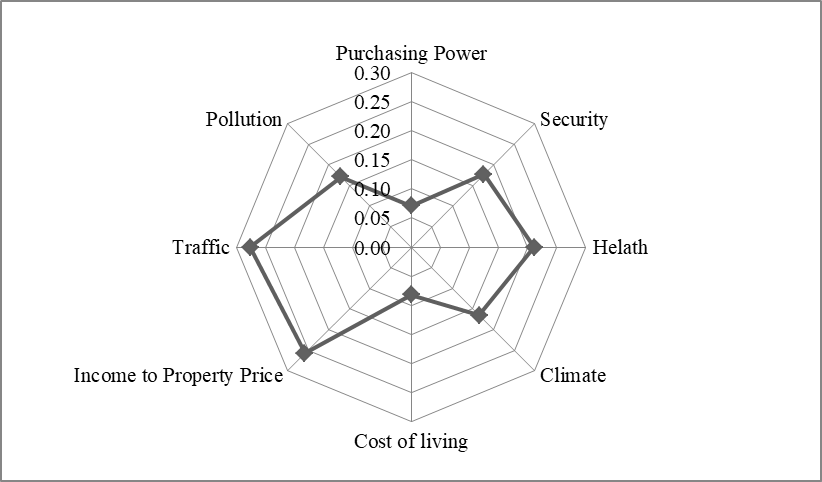 Purchasing Power
0.30
0.25
0.20
0.15
0.10
0.05
0.00
Security
Helath
Climate
Cost of living
Income to Property Price
Traffic
Pollution